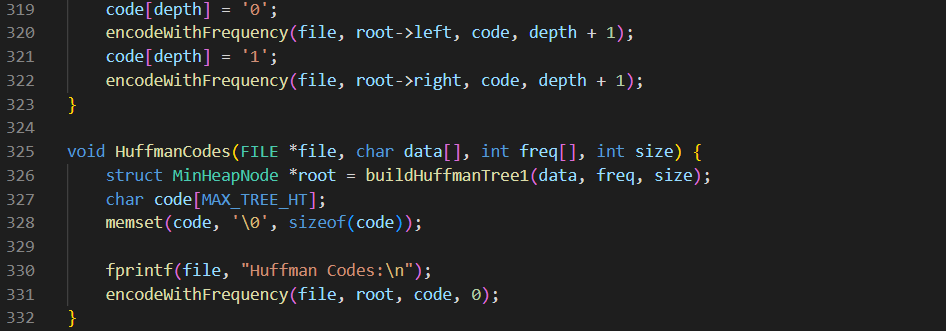 319 code[depth] = '0';
320 encodeWithFrequency(file, root->left, code, depth + 1);
321 code[depth] = '1';
322 encodeWithFrequency(file, root->right, code, depth + 1);
323 }
324
325 void HuffmanCodes(FILE *file, char data[], int freq[], int size) {
326 struct MinHeapNode *root = buildHuffmanTree1(data, freq, size);
327 char code[MAX_TREE_HT];
328 memset(code, '\0', sizeof(code));
329
330 fprintf(file, "Huffman Codes:\n");
331 encodeWithFrequency(file, root, code, 0);
332 }